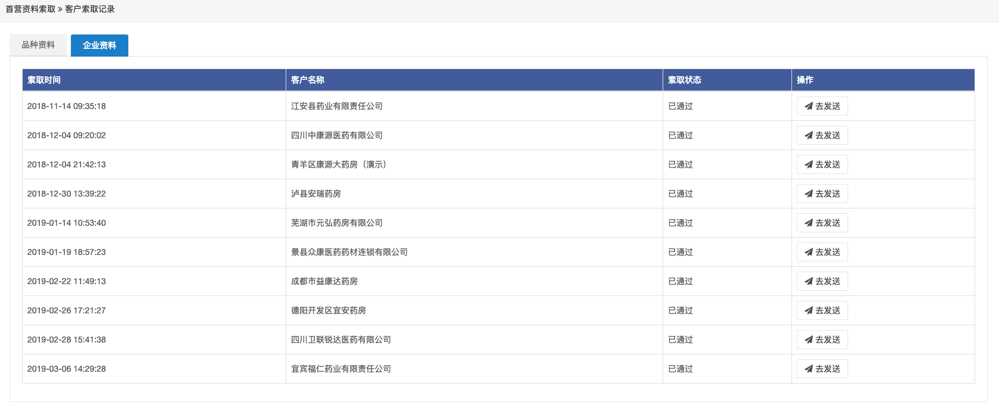 首营资料索取 » 客户索取记录
品种资料 企业资料
索取时间 客户名称 索取状态 操作
2018-11-14 09:35:18 江安县药业有限责任公司 已通过 去发送
2018-12-04 09:20:02 四川中康源医药有限公司 已通过 去发送
2018-12-04 21:42:13 青羊区康源大药房（演示） 已通过 去发送
2018-12-30 13:39:22 泸县安瑞药房 已通过 去发送
2019-01-14 10:53:40 芜湖市元弘药房有限公司 已通过 去发送
2019-01-19 18:57:23 景县众康医药药材连锁有限公司 已通过 去发送
2019-02-22 11:49:13 成都市益康达药房 已通过 去发送
2019-02-26 17:21:27 德阳开发区宜安药房 已通过 去发送
2019-02-28 15:41:38 四川卫联锐达医药有限公司 已通过 去发送
2019-03-06 14:29:28 宜宾福仁药业有限责任公司 已通过 去发送